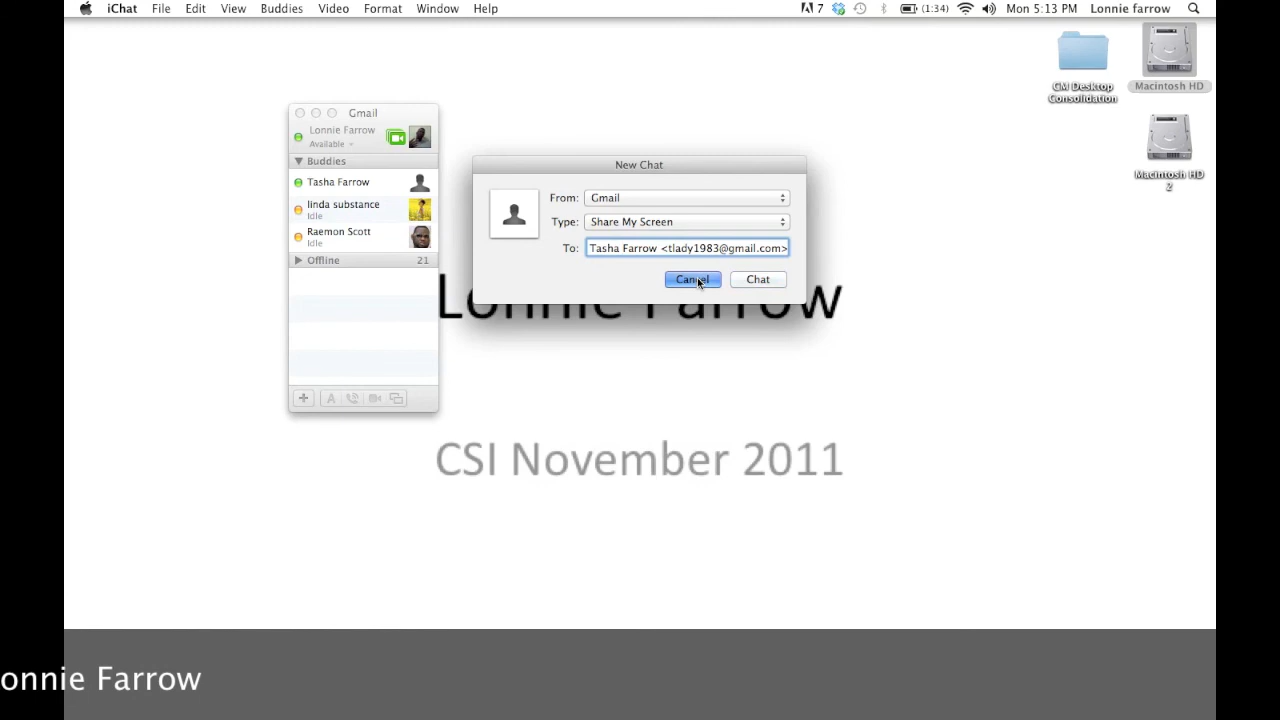 iChat File Edit View Buddies Video Format Window Help 7 (1:34) Mon 5:13 PM Lonnie farrow
CM Desktop
Consolidation
Macintosh HD
Macintosh HD
2
Gmail
Lonnie Farrow
Available
Buddies
Tasha Farrow
linda substance
Idle
Raemon Scott
Idle
Offline 21
A
New Chat
From: Gmail
Type: Share My Screen
To: Tasha Farrow <tlady1983@gmail.com>
Cancel Chat
Lonnie Farrow
CSI November 2011
onnie Farrow